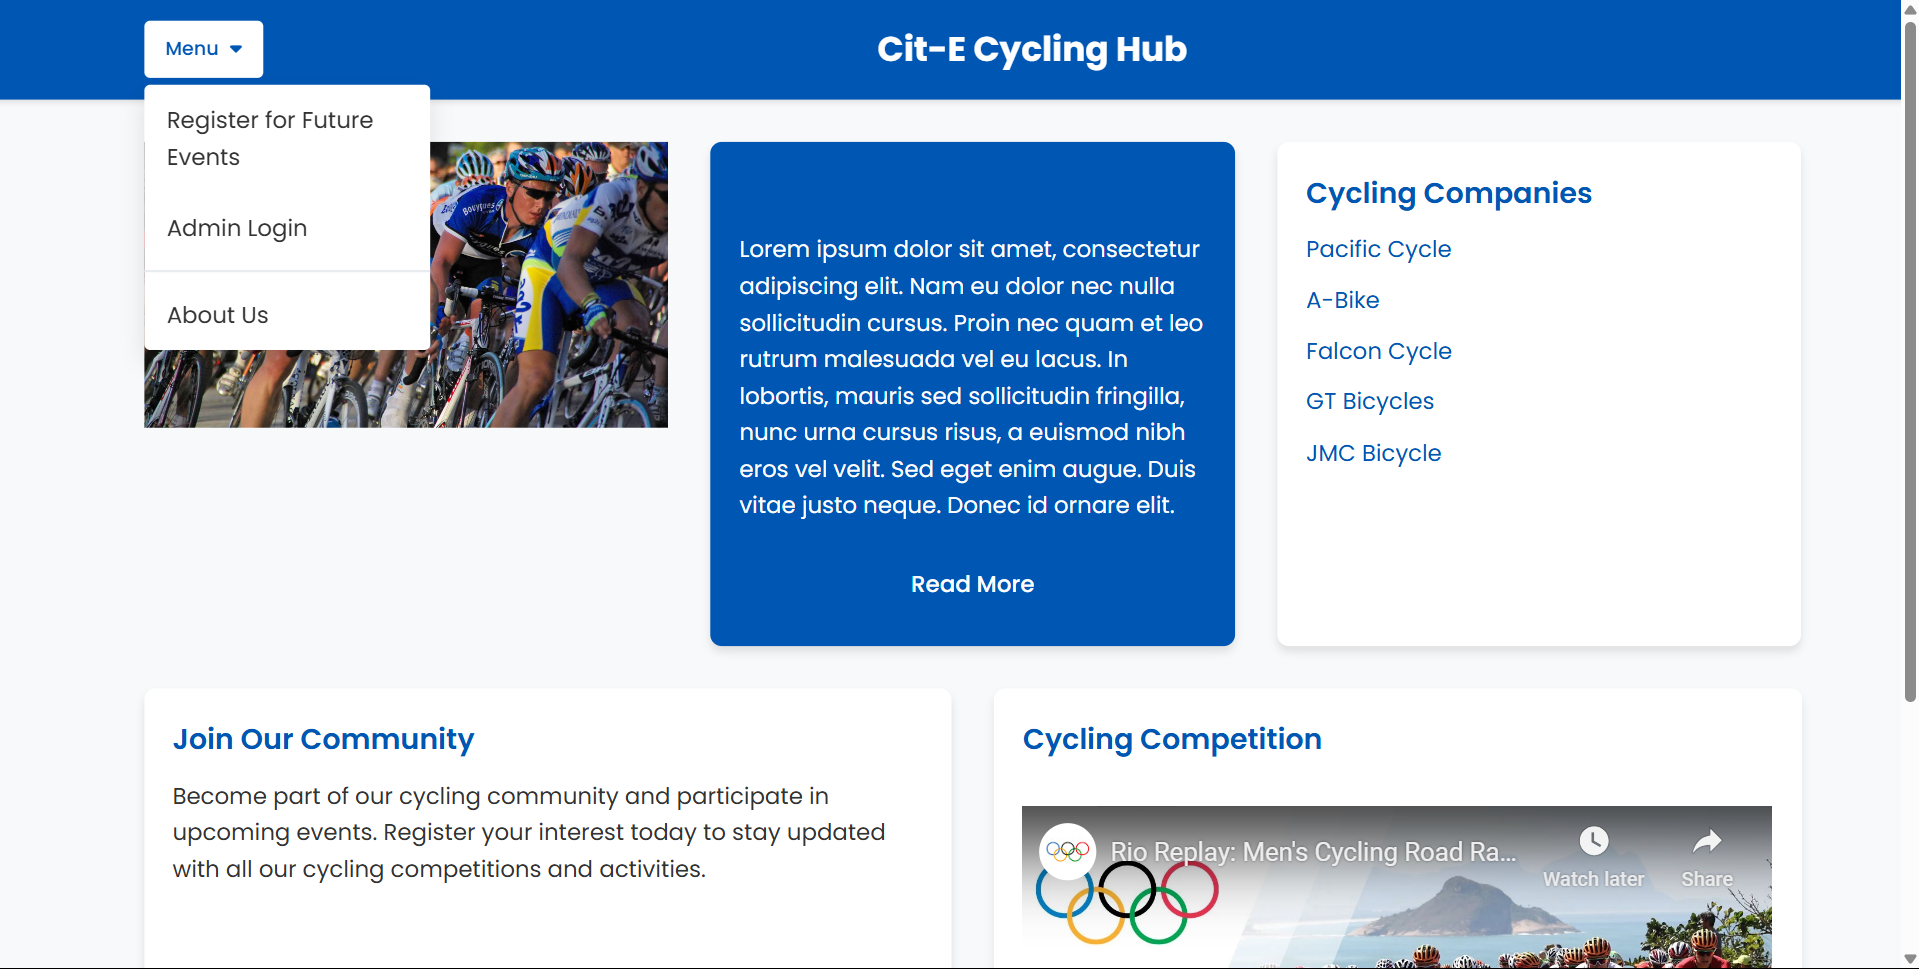 Menu
Cit-E Cycling Hub
Register for Future
Events
Admin Login
About Us
Lorem ipsum dolor sit amet, consectetur
adipiscing elit. Nam eu dolor nec nulla
sollicitudin cursus. Proin nec quam et leo
rutrum malesuada vel eu lacus. In
lobortis, mauris sed sollicitudin fringilla,
nunc urna cursus risus, a euismod nibh
eros vel velit. Sed eget enim augue. Duis
vitae justo neque. Donec id ornare elit.
Read More
Cycling Companies
Pacific Cycle
A-Bike
Falcon Cycle
GT Bicycles
JMC Bicycle
Join Our Community
Become part of our cycling community and participate in
upcoming events. Register your interest today to stay updated
with all our cycling competitions and activities.
Cycling Competition
Rio Replay: Men's Cycling Road Ra...
Watch later
Share